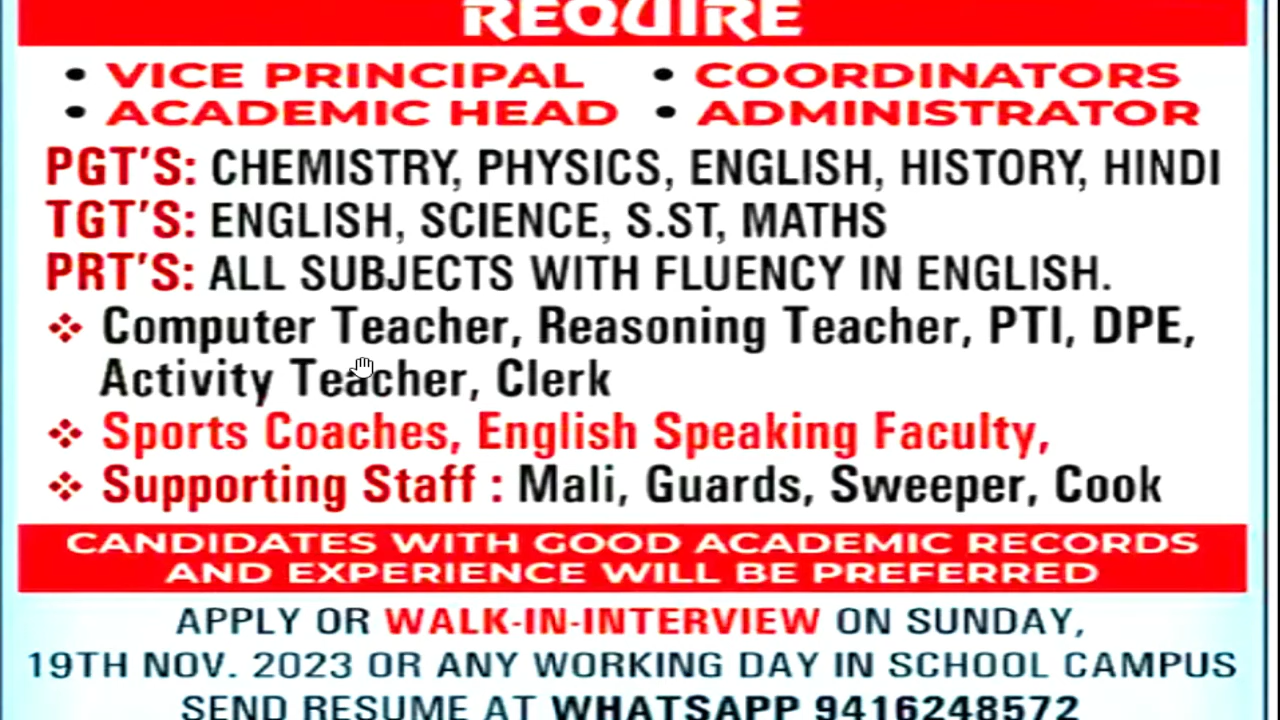 REQUIRE
• VICE PRINCIPAL • COORDINATORS
• ACADEMIC HEAD • ADMINISTRATOR
PGT'S: CHEMISTRY, PHYSICS, ENGLISH, HISTORY, HINDI
TGT'S: ENGLISH, SCIENCE, S.ST, MATHS
PRT'S: ALL SUBJECTS WITH FLUENCY IN ENGLISH.
❖ Computer Teacher, Reasoning Teacher, PTI, DPE,
Activity Teacher, Clerk
❖ Sports Coaches, English Speaking Faculty,
❖ Supporting Staff : Mali, Guards, Sweeper, Cook
CANDIDATES WITH GOOD ACADEMIC RECORDS
AND EXPERIENCE WILL BE PREFERRED
APPLY OR WALK-IN-INTERVIEW ON SUNDAY,
19TH NOV. 2023 OR ANY WORKING DAY IN SCHOOL CAMPUS
SEND RESUME AT WHATSAPP 9416248572